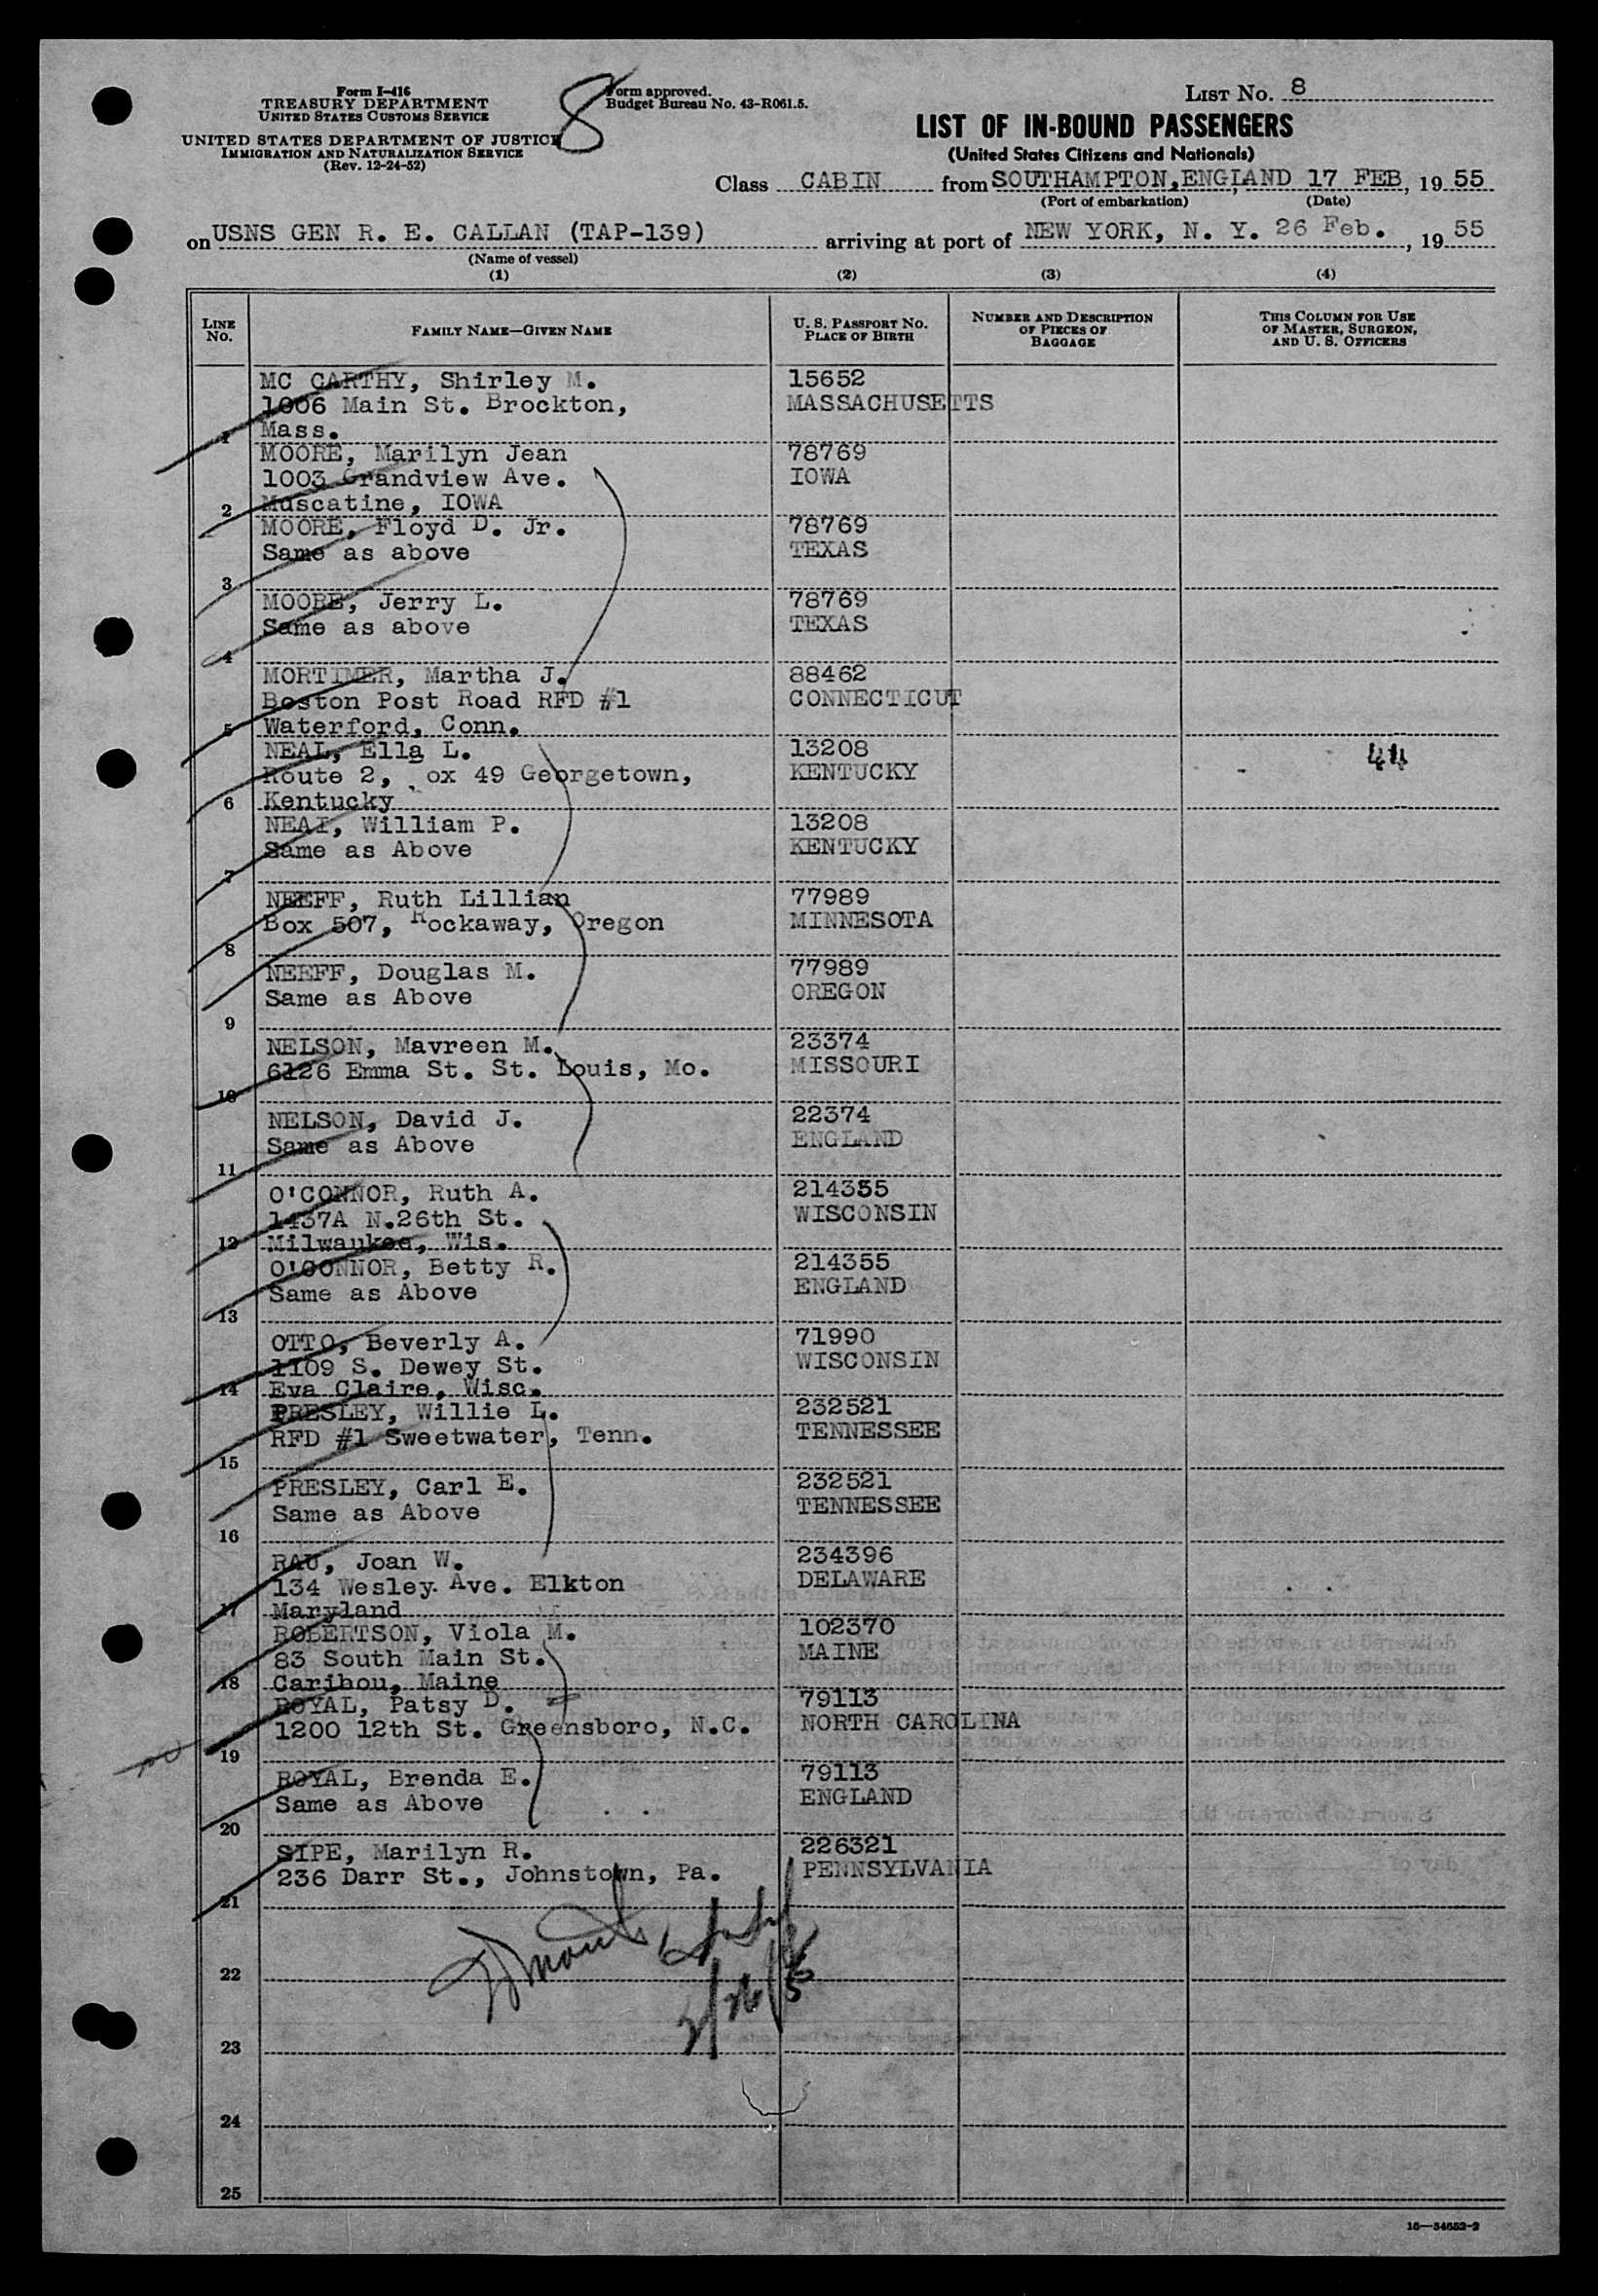 Form I-416
TREASURY DEPARTMENT
UNITED STATES CUSTOMS SERVICE
UNITED STATES DEPARTMENT OF JUSTICE
IMMIGRATION AND NATURALIZATION SERVICE
(Rev. 12-24-52)
8
Form approved.
Budget Bureau No. 43-R061.5.
LIST NO. 8
LIST OF IN-BOUND PASSENGERS
(United States Citizens and Nationals)
Class CABIN from SOUTHAMPTON, ENGLAND 17 FEB, 19 55
(Port of embarkation) (Date)
on USNS GEN R. E. CALLAN (TAP-139) arriving at port of NEW YORK, N. Y. 26 Feb. , 19 55
(Name of vessel)
(1) (2) (3) (4)
LINE NO. FAMILY NAME—GIVEN NAME U. S. PASSPORT NO. PLACE OF BIRTH NUMBER AND DESCRIPTION OF PIECES OF BAGGAGE THIS COLUMN FOR USE OF MASTER, SURGEON, AND U. S. OFFICERS
MC CARTHY, Shirley M. 15652
1006 Main St. Brockton, MASSACHUSETTS
1 Mass.
MOORE, Marilyn Jean 78769
1003 Grandview Ave. IOWA
2 Muscatine, IOWA
MOORE, Floyd D. Jr. 78769
Same as above TEXAS
3
MOORE, Jerry L. 78769
Same as above TEXAS
4
MORTIMER, Martha J. 88462
Boston Post Road RFD #1 CONNECTICUT
5 Waterford, Conn.
NEAL, Ella L. 13208 44
Route 2, ox 49 Georgetown, KENTUCKY
6 Kentucky
NEAL, William P. 13208
Same as Above KENTUCKY
7
NEEFF, Ruth Lillian 77989
Box 507, Rockaway, Oregon MINNESOTA
8
NEEFF, Douglas M. 77989
Same as Above OREGON
9
NELSON, Mavreen M. 23374
6126 Emma St. St. Louis, Mo. MISSOURI
10
NELSON, David J. 22374
Same as Above ENGLAND
11
O'CONNOR, Ruth A. 214355
1437A N.26th St. WISCONSIN
12 Milwaukee, Wis.
O'CONNOR, Betty R. 214355
Same as Above ENGLAND
13
OTTO, Beverly A. 71990
1109 S. Dewey St. WISCONSIN
14 Eva Claire, Wisc.
PRESLEY, Willie L. 232521
RFD #1 Sweetwater, Tenn. TENNESSEE
15
PRESLEY, Carl E. 232521
Same as Above TENNESSEE
16
RAU, Joan W. 234396
134 Wesley Ave. Elkton DELAWARE
17 Maryland
ROBERTSON, Viola M. 102370
83 South Main St. MAINE
18 Caribou, Maine
ROYAL, Patsy D. 79113
1200 12th St. Greensboro, N.C. NORTH CAROLINA
19
ROYAL, Brenda E. 79113
Same as Above ENGLAND
20
SIPE, Marilyn R. 226321
236 Darr St., Johnstown, Pa. PENNSYLVANIA
21
22
2/26/55
23
24
25
16—54652-2